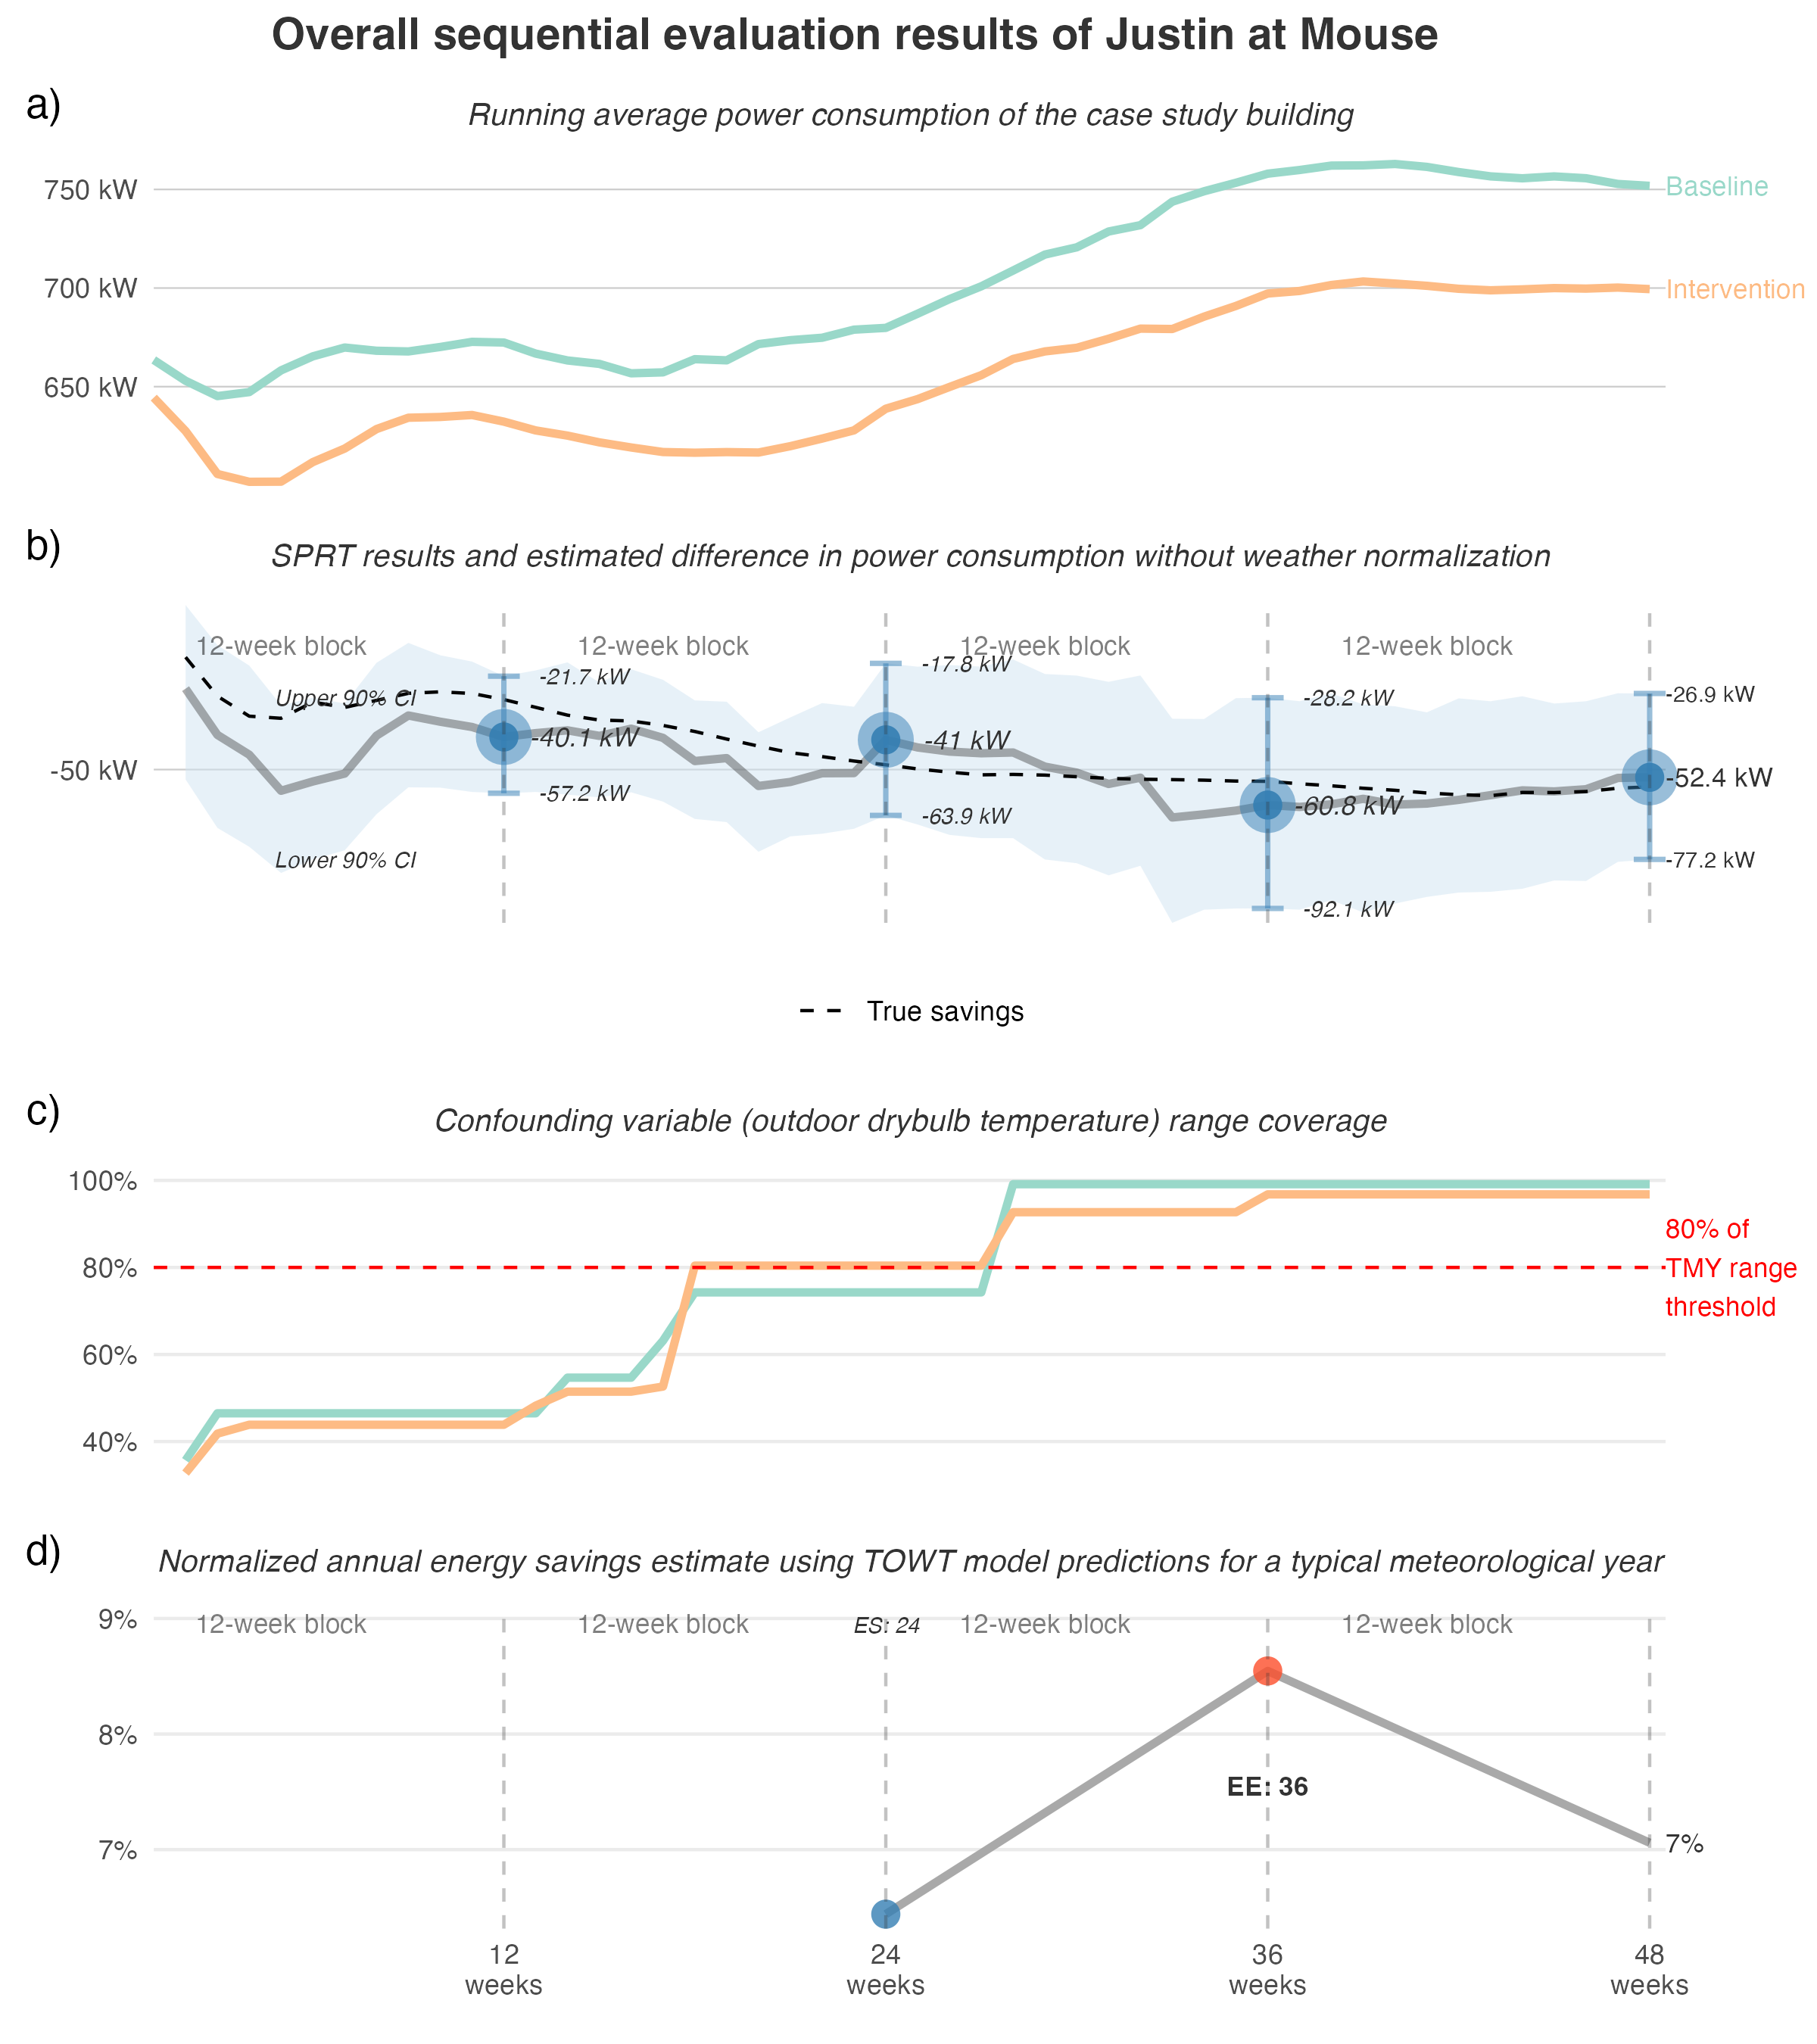 Overall sequential evaluation results of Justin at Mouse
a)
Running average power consumption of the case study building
750 kW
Baseline
700 kW
Intervention
650 kW
b)
SPRT results and estimated difference in power consumption without weather normalization
12-week block
12-week block
12-week block
12-week block
-21.7 kW
-17.8 kW
-28.2 kW
-26.9 kW
Upper 90% CI
-40.1 kW
-41 kW
-60.8 kW
-52.4 kW
-50 kW
-57.2 kW
-63.9 kW
-92.1 kW
-77.2 kW
Lower 90% CI
True savings
c)
Confounding variable (outdoor drybulb temperature) range coverage
100%
80%
60%
40%
80% of
TMY range
threshold
d)
Normalized annual energy savings estimate using TOWT model predictions for a typical meteorological year
9%
12-week block
12-week block
ES: 24
12-week block
12-week block
8%
EE: 36
7%
7%
12
weeks
24
weeks
36
weeks
48
weeks